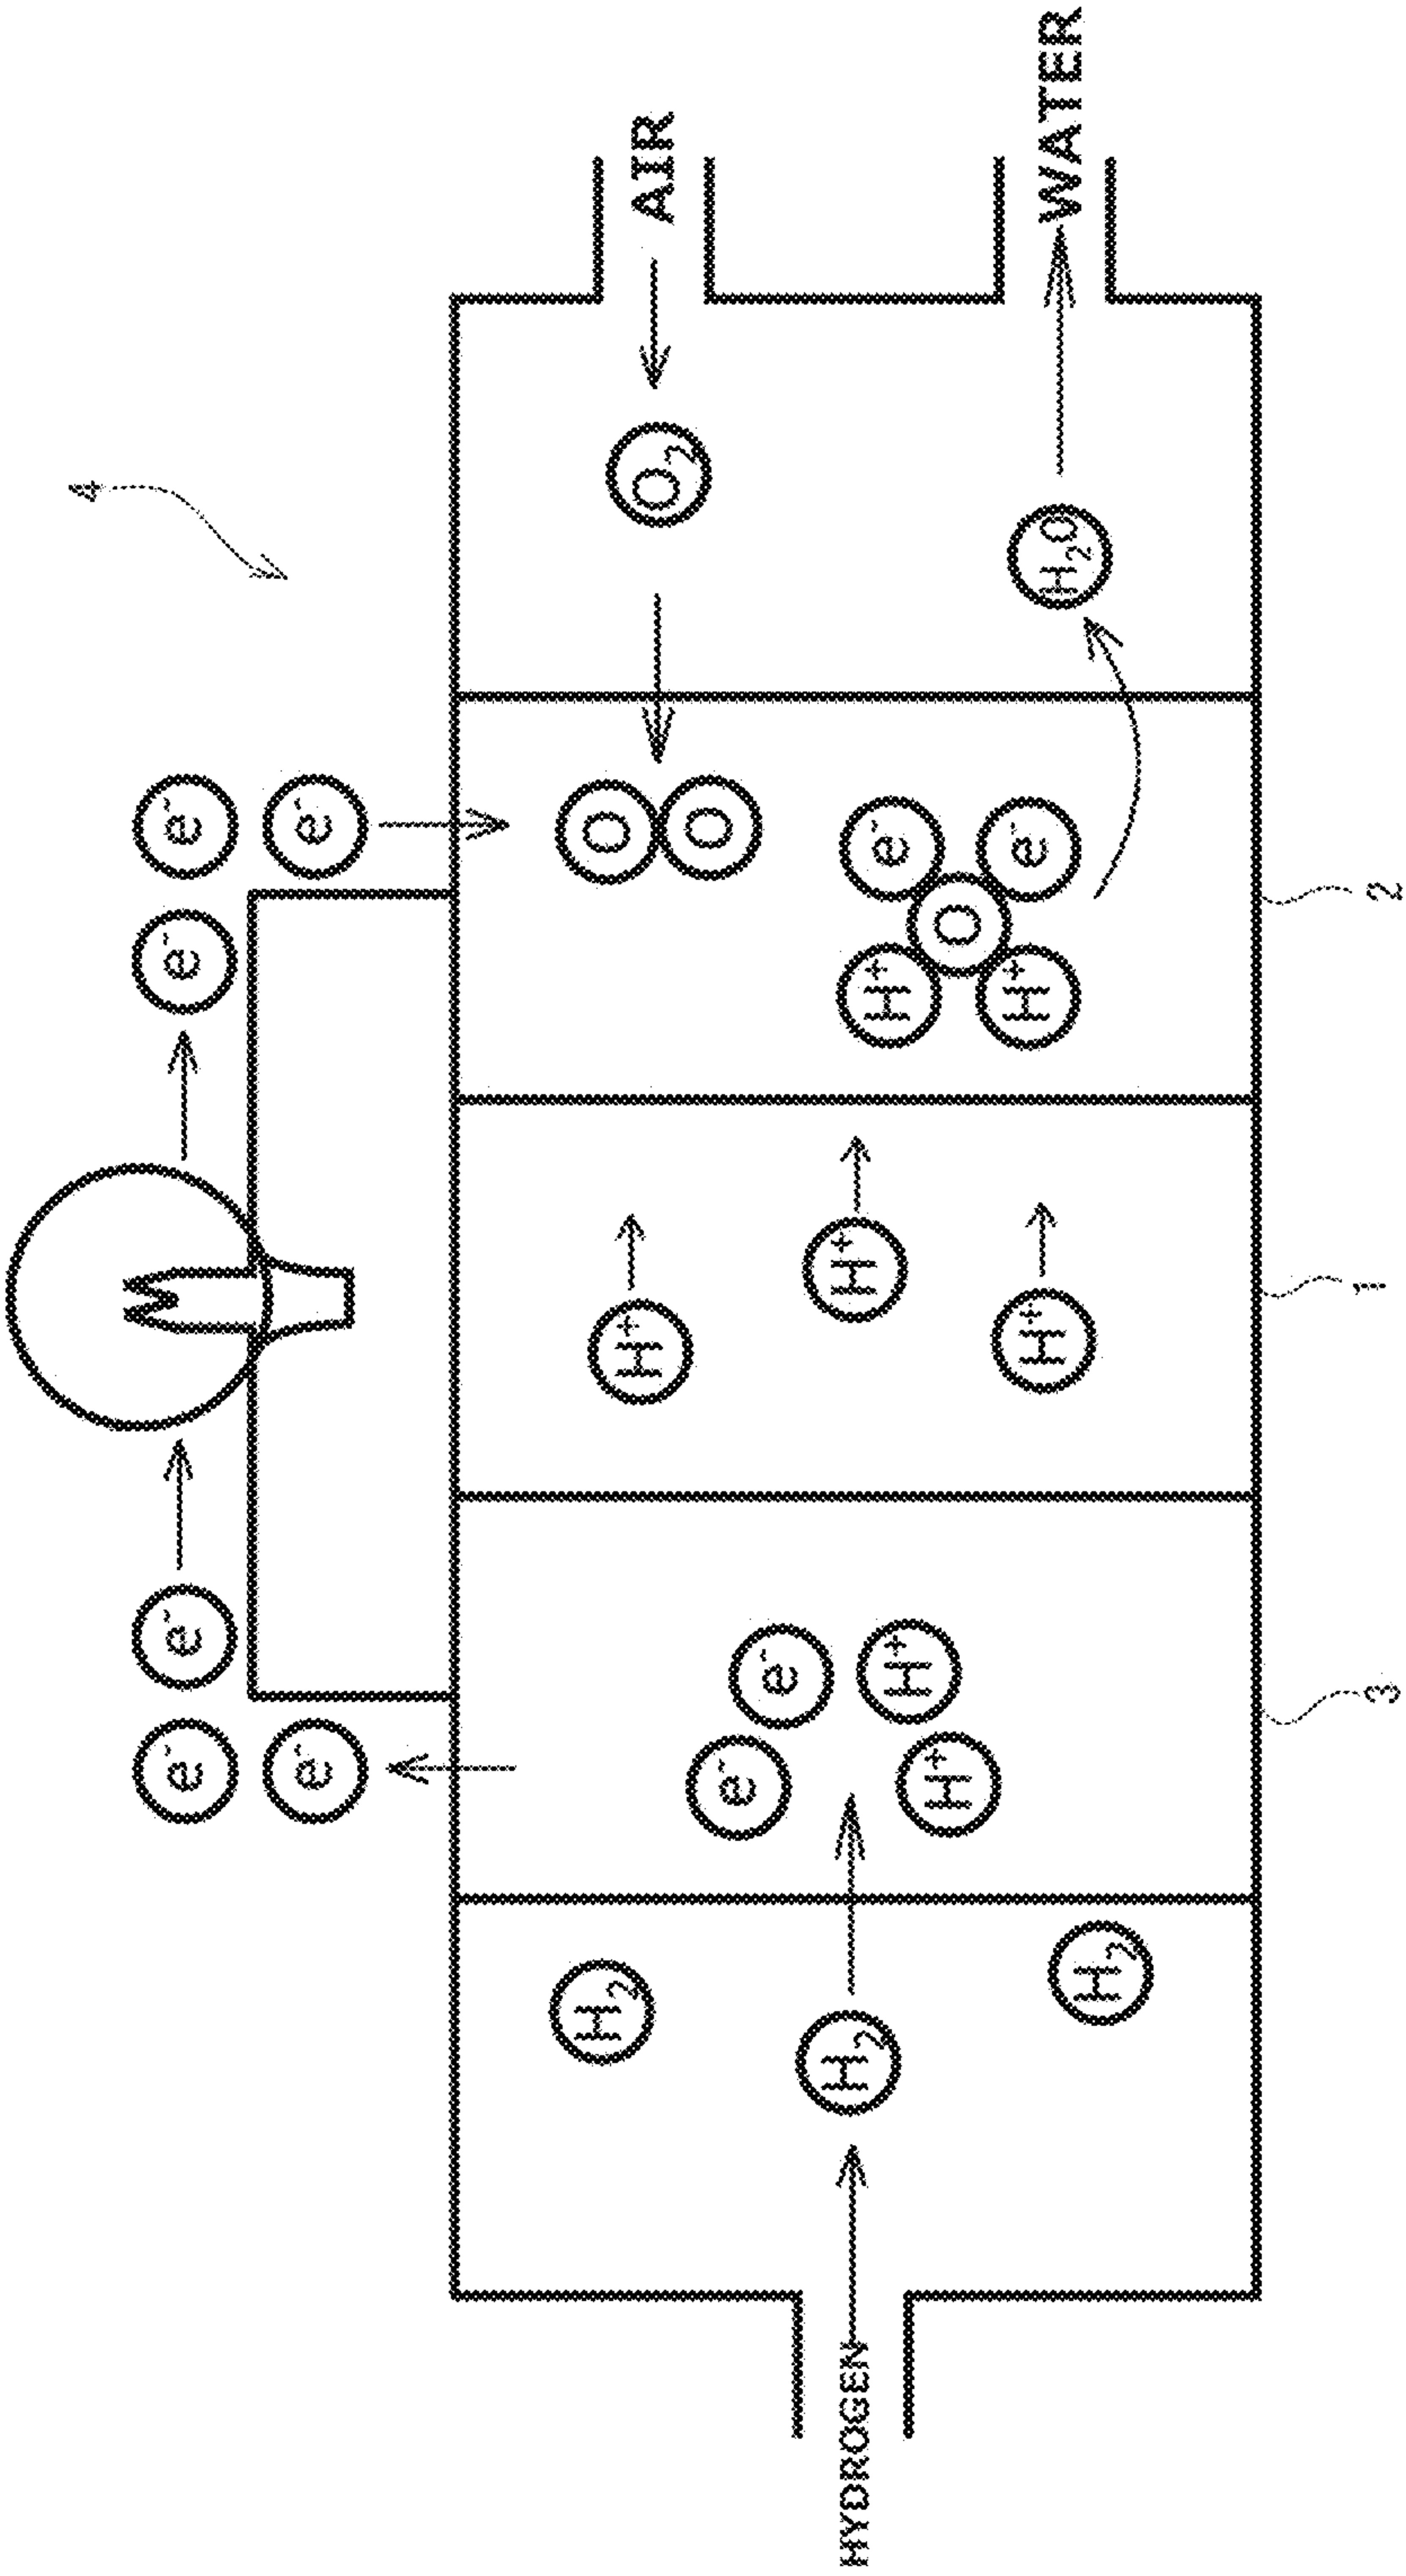 4
e⁻ e⁻ e⁻ e⁻
e⁻ e⁻
H₂ H⁺ O O₂ AIR
O
e⁻ e⁻
HYDROGEN H₂ H⁺ H⁺ e⁻
H⁺ H⁺ O
H⁺ H⁺ e⁻ H₂O WATER
H₂
3 1 2